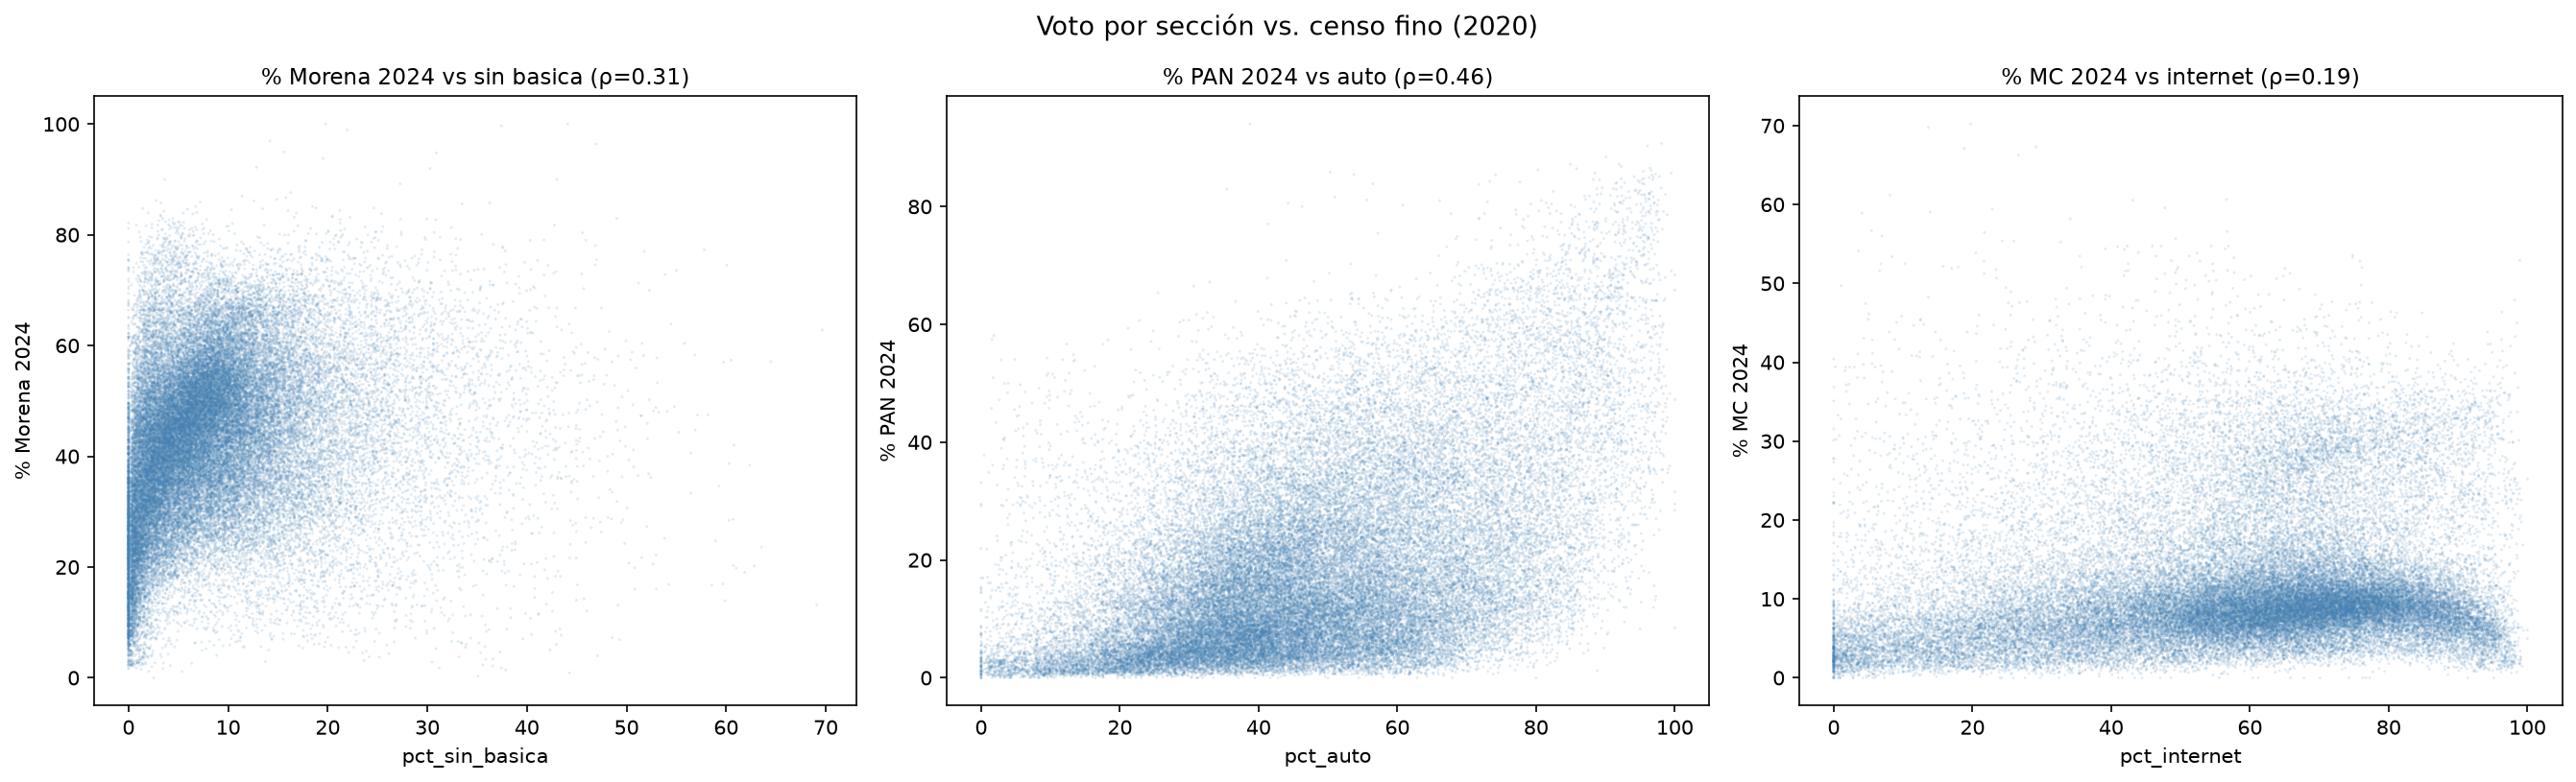 Voto por sección vs. censo fino (2020)
% Morena 2024 vs sin basica (ρ=0.31)
% Morena 2024
100
80
60
40
20
0
0 10 20 30 40 50 60 70
pct_sin_basica
% PAN 2024 vs auto (ρ=0.46)
% PAN 2024
80
60
40
20
0
0 20 40 60 80 100
pct_auto
% MC 2024 vs internet (ρ=0.19)
% MC 2024
70
60
50
40
30
20
10
0
0 20 40 60 80 100
pct_internet